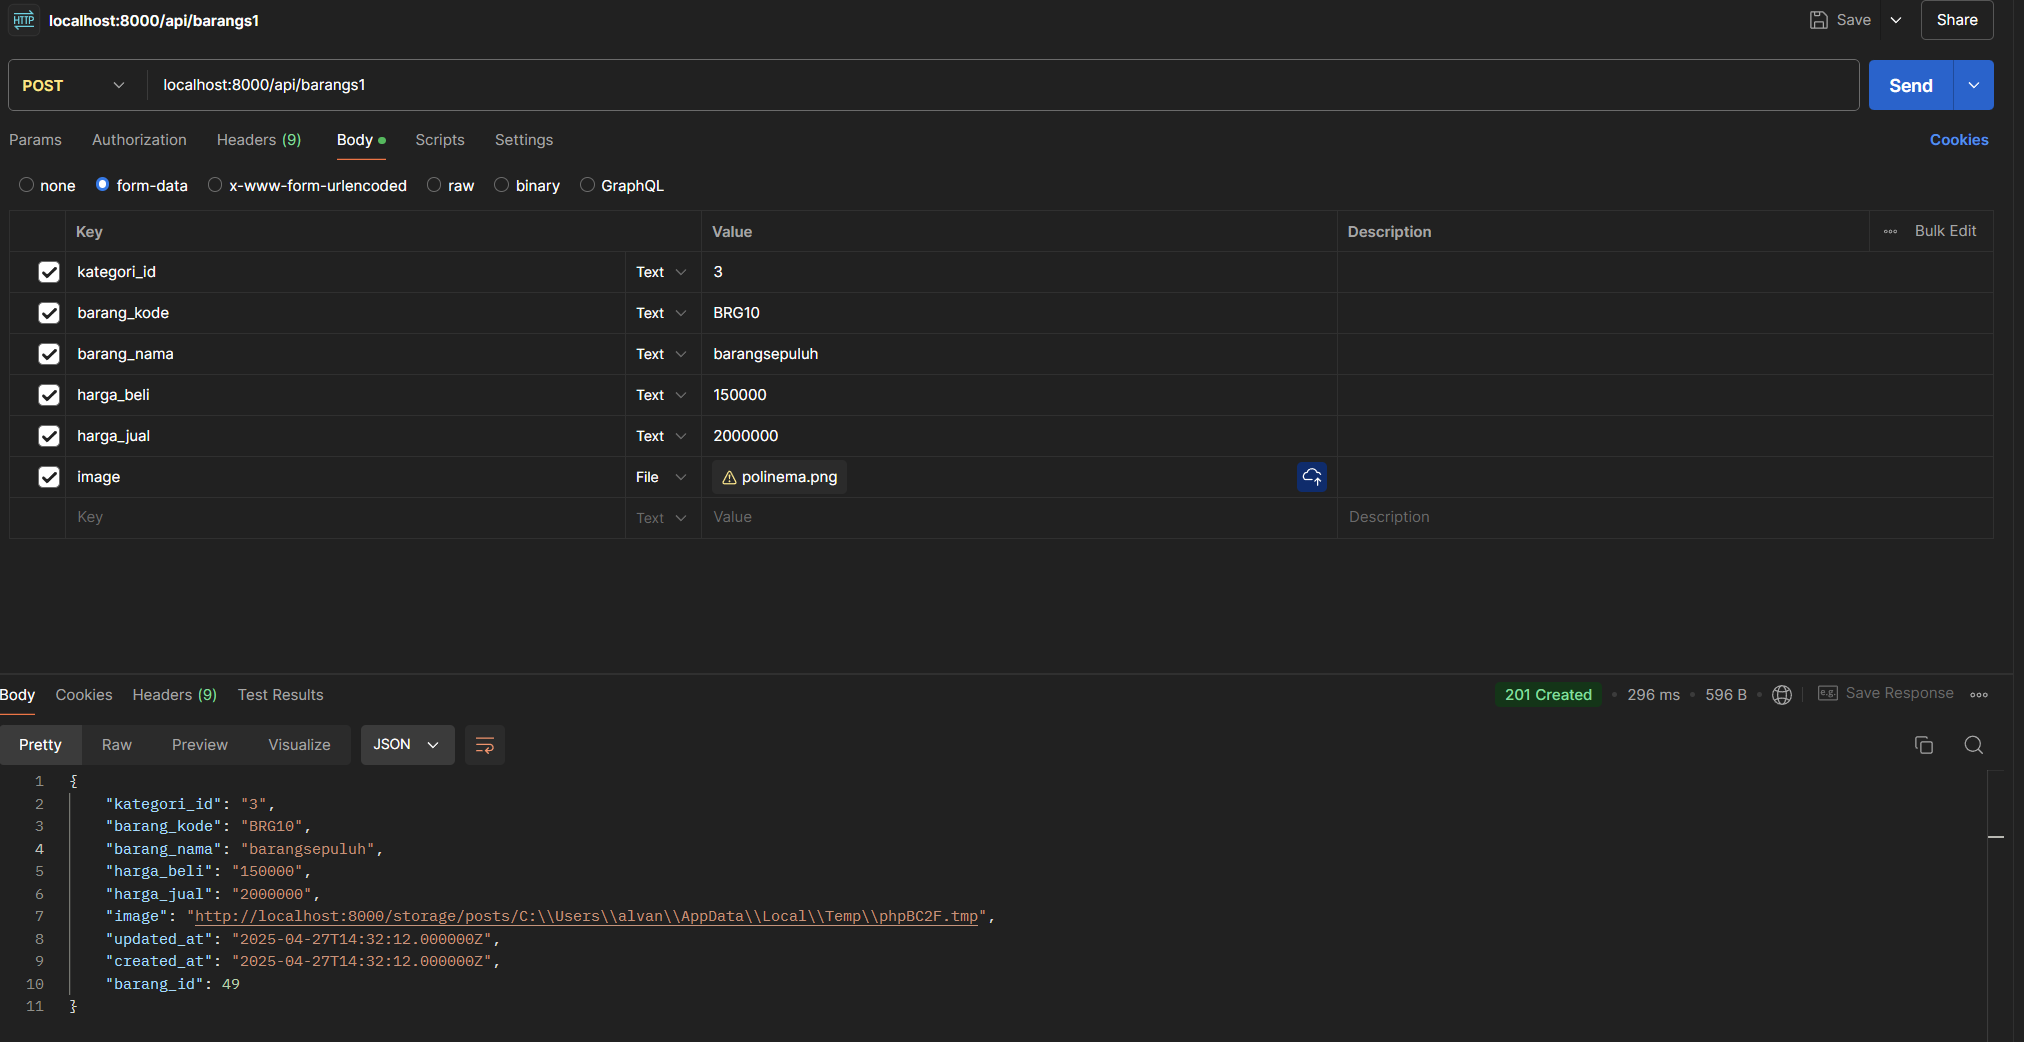 HTTP localhost:8000/api/barangs1 Save Share
POST localhost:8000/api/barangs1 Send
Params Authorization Headers (9) Body Scripts Settings Cookies
none form-data x-www-form-urlencoded raw binary GraphQL
Key Value Description Bulk Edit
kategori_id Text 3
barang_kode Text BRG10
barang_nama Text barangsepuluh
harga_beli Text 150000
harga_jual Text 2000000
image File polinema.png
Key Text Value Description
Body Cookies Headers (9) Test Results 201 Created 296 ms 596 B e.g. Save Response
Pretty Raw Preview Visualize JSON
1 {
2 "kategori_id": "3",
3 "barang_kode": "BRG10",
4 "barang_nama": "barangsepuluh",
5 "harga_beli": "150000",
6 "harga_jual": "2000000",
7 "image": "http://localhost:8000/storage/posts/C:\\Users\\alvan\\AppData\\Local\\Temp\\phpBC2F.tmp",
8 "updated_at": "2025-04-27T14:32:12.000000Z",
9 "created_at": "2025-04-27T14:32:12.000000Z",
10 "barang_id": 49
11 }